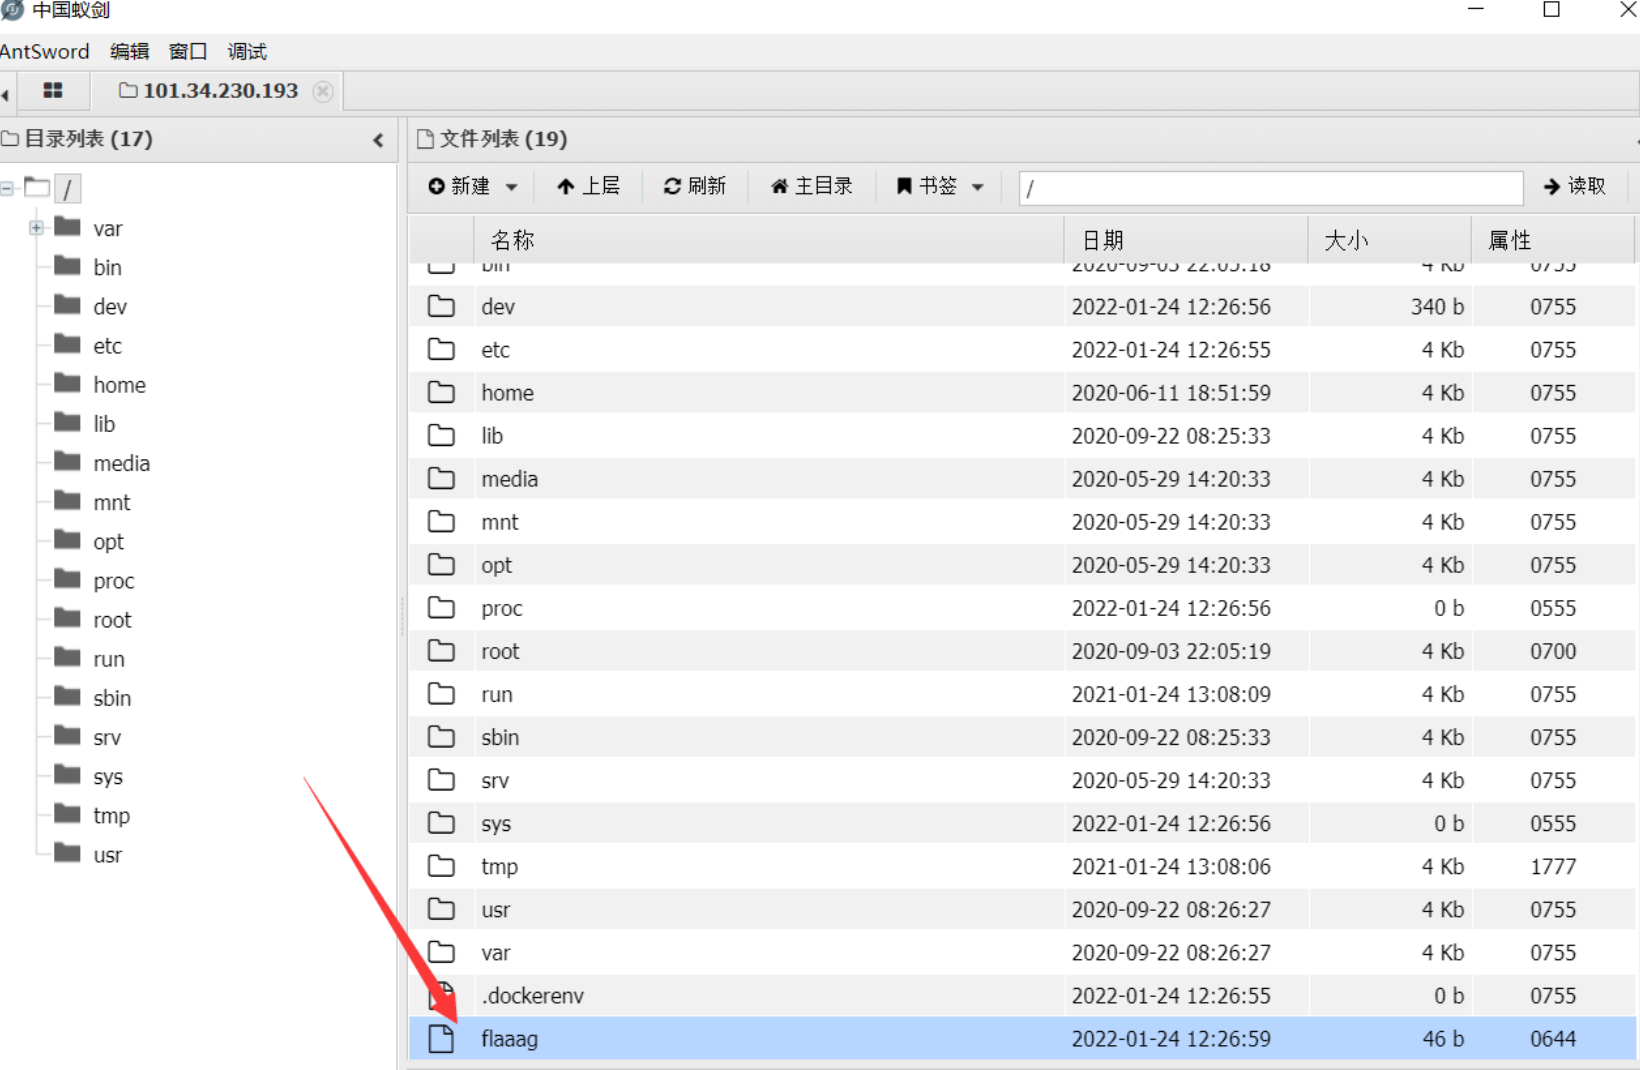 中国蚁剑
AntSword 编辑 窗口 调试
101.34.230.193
目录列表 (17)
/
var
bin
dev
etc
home
lib
media
mnt
opt
proc
root
run
sbin
srv
sys
tmp
usr
文件列表 (19)
新建 上层 刷新 主目录 书签 / 读取
名称 日期 大小 属性
bin 2020-09-03 22:05:18 4 Kb 0755
dev 2022-01-24 12:26:56 340 b 0755
etc 2022-01-24 12:26:55 4 Kb 0755
home 2020-06-11 18:51:59 4 Kb 0755
lib 2020-09-22 08:25:33 4 Kb 0755
media 2020-05-29 14:20:33 4 Kb 0755
mnt 2020-05-29 14:20:33 4 Kb 0755
opt 2020-05-29 14:20:33 4 Kb 0755
proc 2022-01-24 12:26:56 0 b 0555
root 2020-09-03 22:05:19 4 Kb 0700
run 2021-01-24 13:08:09 4 Kb 0755
sbin 2020-09-22 08:25:33 4 Kb 0755
srv 2020-05-29 14:20:33 4 Kb 0755
sys 2022-01-24 12:26:56 0 b 0555
tmp 2021-01-24 13:08:06 4 Kb 1777
usr 2020-09-22 08:26:27 4 Kb 0755
var 2020-09-22 08:26:27 4 Kb 0755
.dockerenv 2022-01-24 12:26:55 0 b 0755
flaaag 2022-01-24 12:26:59 46 b 0644